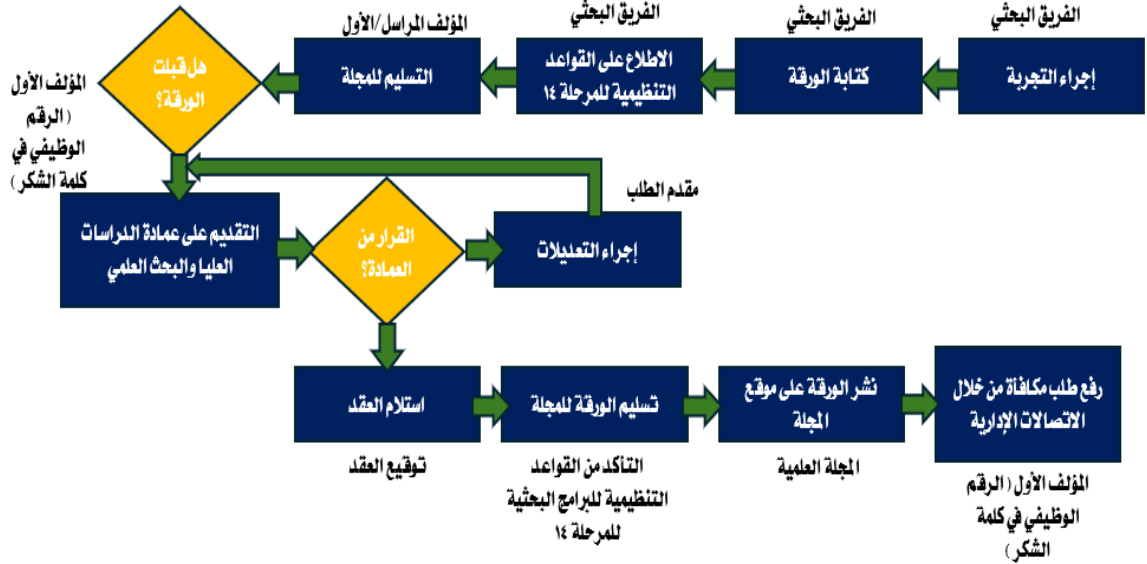 الفريق البحثي
إجراء التجربة
الفريق البحثي
كتابة الورقة
الفريق البحثي
الاطلاع على القواعد
التنظيمية للمرحلة ١٤
المؤلف المراسل/الأول
التسليم للمجلة
هل قبلت
الورقة؟
المؤلف الأول
( الرقم
الوظيفي في
كلمة الشكر)
التقديم على عمادة الدراسات
العليا والبحث العلمي
القرار من
العمادة؟
مقدم الطلب
إجراء التعديلات
استلام العقد
توقيع العقد
تسليم الورقة للمجلة
التأكد من القواعد
التنظيمية للبرامج البحثية
للمرحلة ١٤
نشر الورقة على موقع
المجلة
المجلة العلمية
رفع طلب مكافأة من خلال
الاتصالات الإدارية
المؤلف الأول ( الرقم
الوظيفي في كلمة
الشكر)